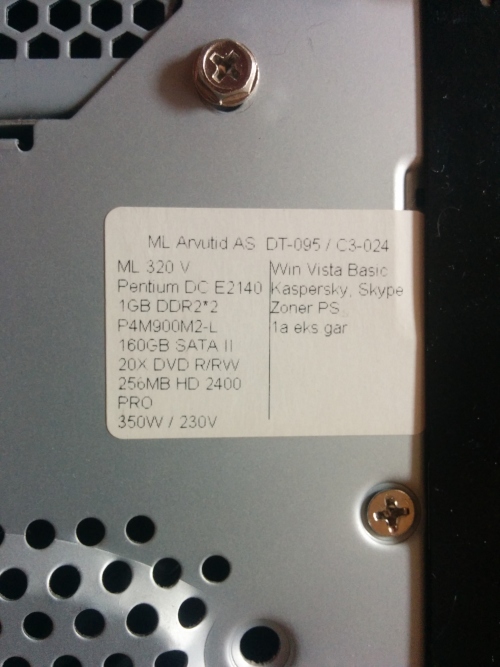 ML Arvutid AS DT-095 / C3-024
ML 320 V
Pentium DC E2140
1GB DDR2*2
P4M900M2-L
160GB SATA II
20X DVD R/RW
256MB HD 2400
PRO
350W / 230V
Win Vista Basic
Kaspersky, Skype
Zoner PS
1a eks gar